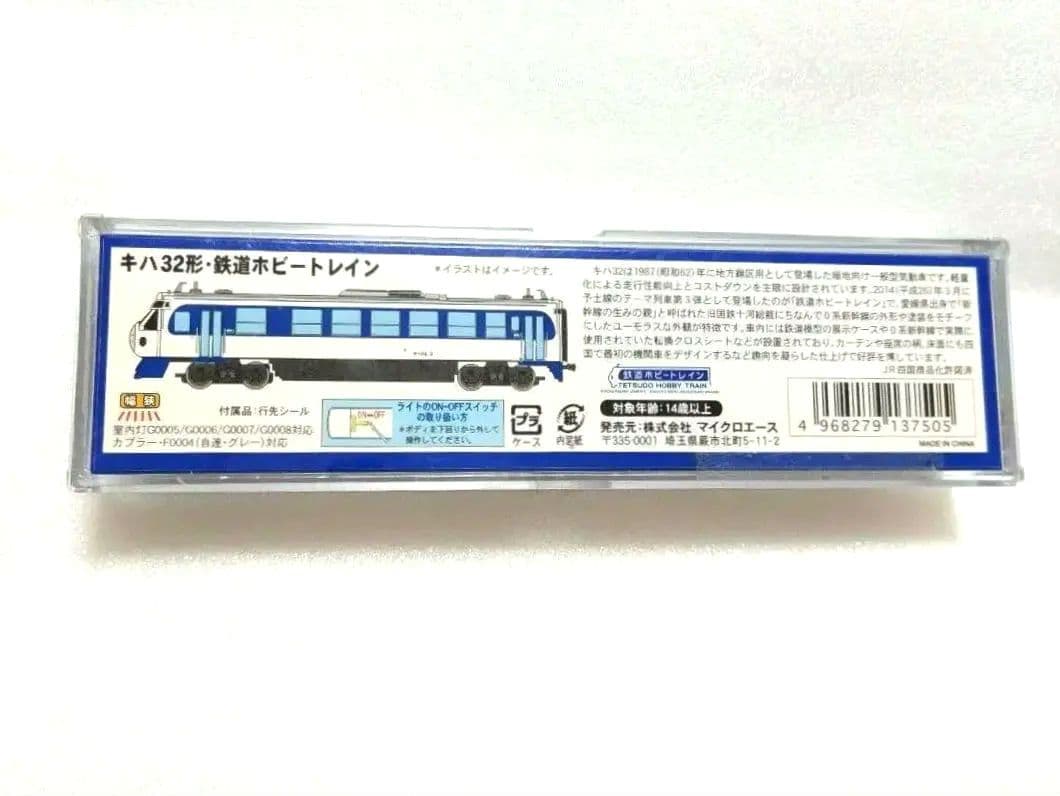 キハ32形・鉄道ホビートレイン
*イラストはイメージです。
キハ32は1987(昭和62)年に地方線区用として登場した暖地向け一般型気動車です。軽量
化による走行性能向上とコストダウンを主眼に設計されています。2014(平成26)年3月に
予土線のテーマ列車第3弾として登場したのが「鉄道ホビートレイン」で、愛媛県出身で「新
幹線の生みの親」と呼ばれた旧国鉄十河総裁にちなんで0系新幹線の外形や塗装をモチーフ
にしたユーモラスな外観が特徴です。車内には鉄道模型の展示ケースや0系新幹線で実際に
使用されていた転換クロスシートなどが設置されており、カーテンや座席の柄、床面にも四
国で最初の機関車をデザインするなど趣向を凝らした仕上げで好評を博しています。
JR四国商品化許諾済
鉄道ホビートレイン
TETSUDO HOBBY TRAIN
幅狭
付属品:行先シール
室内灯G0005/G0006/G0007/G0008対応
カプラー-F0004(自連・グレー)対応
ON⇔OFF
ライトのON-OFFスイッチ
の取り扱い方
*ボディを下回りから外して
操作してください。
プラ
ケース
紙
内定紙
対象年齢:14歳以上
発売元:株式会社 マイクロエース
〒335-0001 埼玉県蕨市北町5-11-2
4 968279 137505
MADE IN CHINA